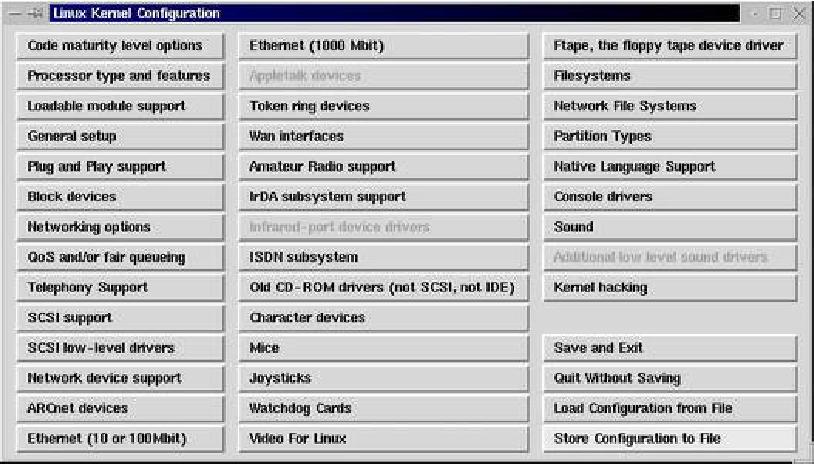 Linux Kernel Configuration
Code maturity level options
Processor type and features
Loadable module support
General setup
Plug and Play support
Block devices
Networking options
QoS and/or fair queueing
Telephony Support
SCSI support
SCSI low-level drivers
Network device support
ARCnet devices
Ethernet (10 or 100Mbit)
Ethernet (1000 Mbit)
Appletalk devices
Token ring devices
Wan interfaces
Amateur Radio support
IrDA subsystem support
Infrared-port device drivers
ISDN subsystem
Old CD-ROM drivers (not SCSI, not IDE)
Character devices
Mice
Joysticks
Watchdog Cards
Video For Linux
Ftape, the floppy tape device driver
Filesystems
Network File Systems
Partition Types
Native Language Support
Console drivers
Sound
Additional low level sound drivers
Kernel hacking
Save and Exit
Quit Without Saving
Load Configuration from File
Store Configuration to File